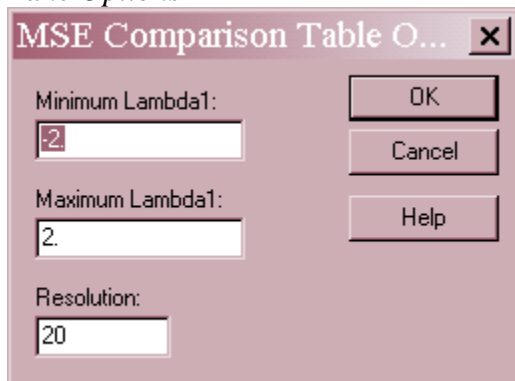 MSE Comparison Table O...
Minimum Lambda1:
-2.
Maximum Lambda1:
2.
Resolution:
20
OK
Cancel
Help